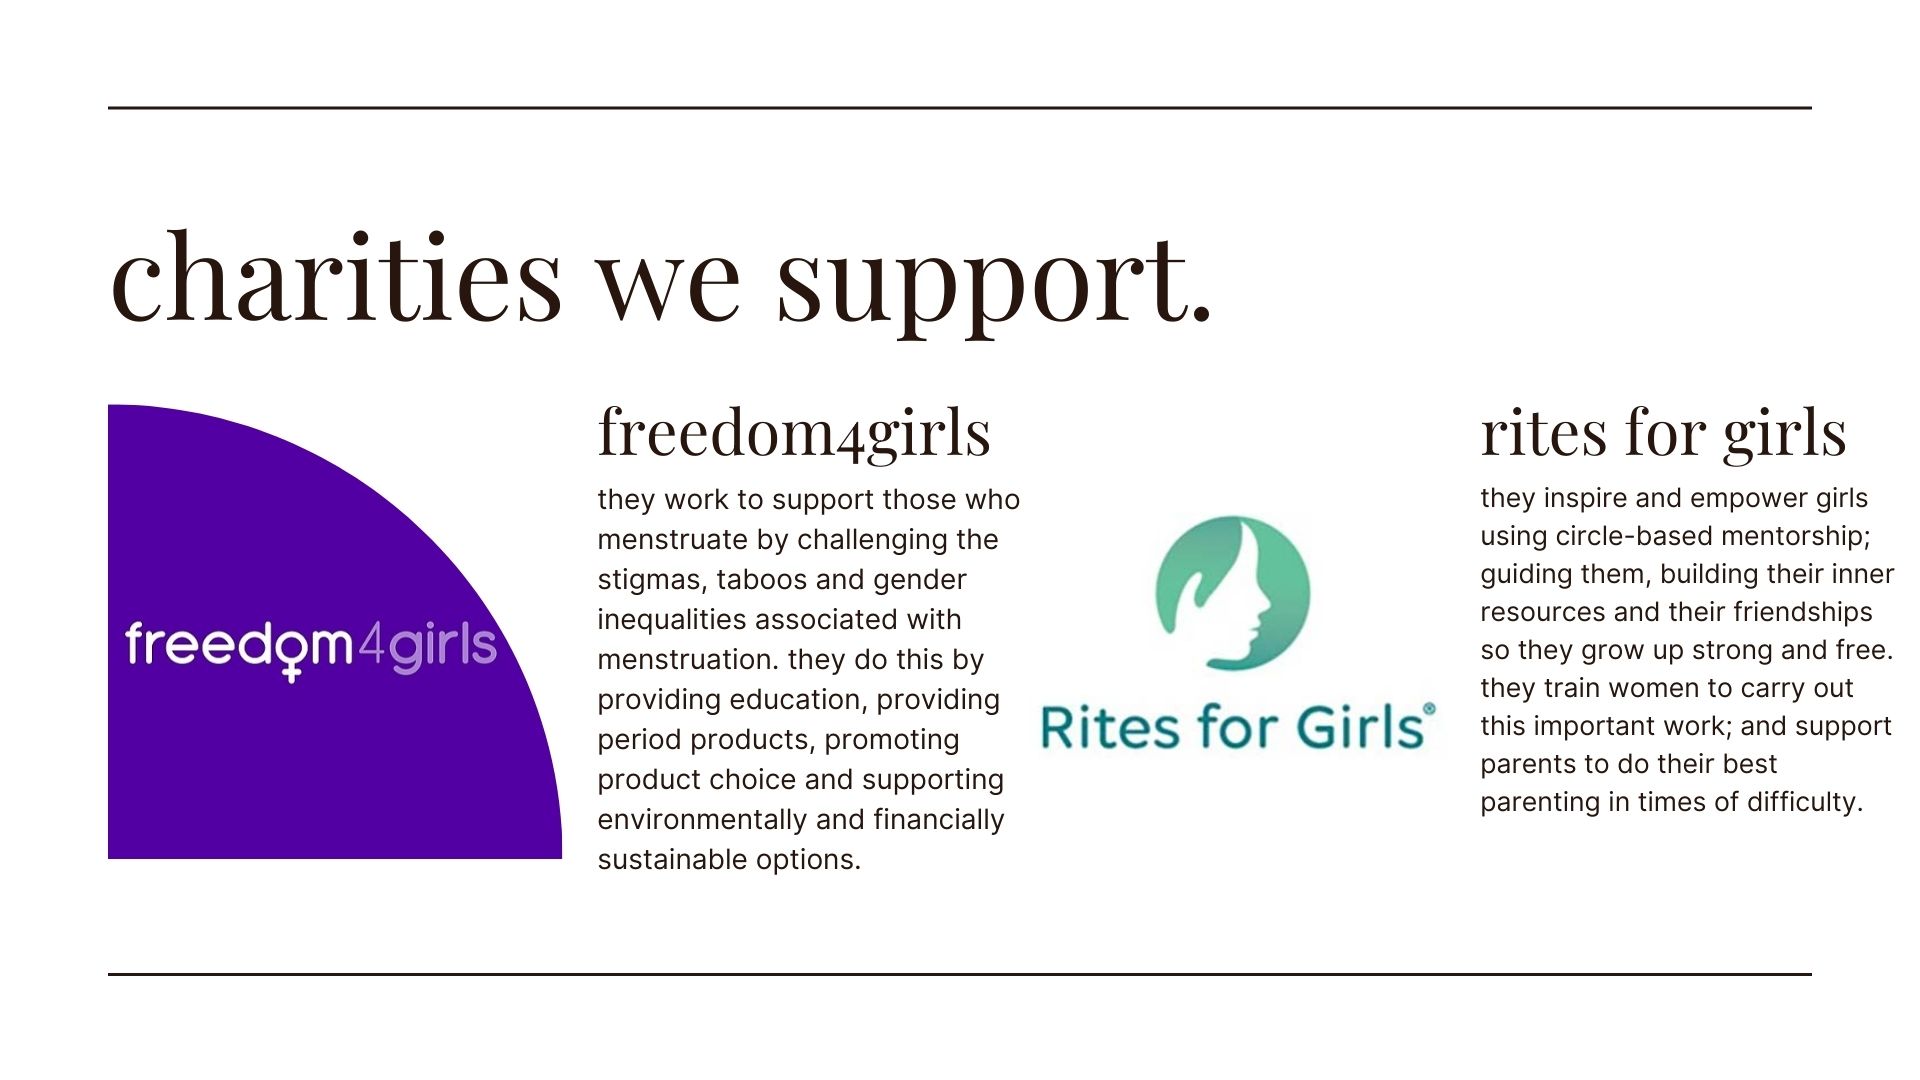 charities we support.
freedom4girls
freedom4girls
they work to support those who
menstruate by challenging the
stigmas, taboos and gender
inequalities associated with
menstruation. they do this by
providing education, providing
period products, promoting
product choice and supporting
environmentally and financially
sustainable options.
Rites for Girls®
rites for girls
they inspire and empower girls
using circle-based mentorship;
guiding them, building their inner
resources and their friendships
so they grow up strong and free.
they train women to carry out
this important work; and support
parents to do their best
parenting in times of difficulty.